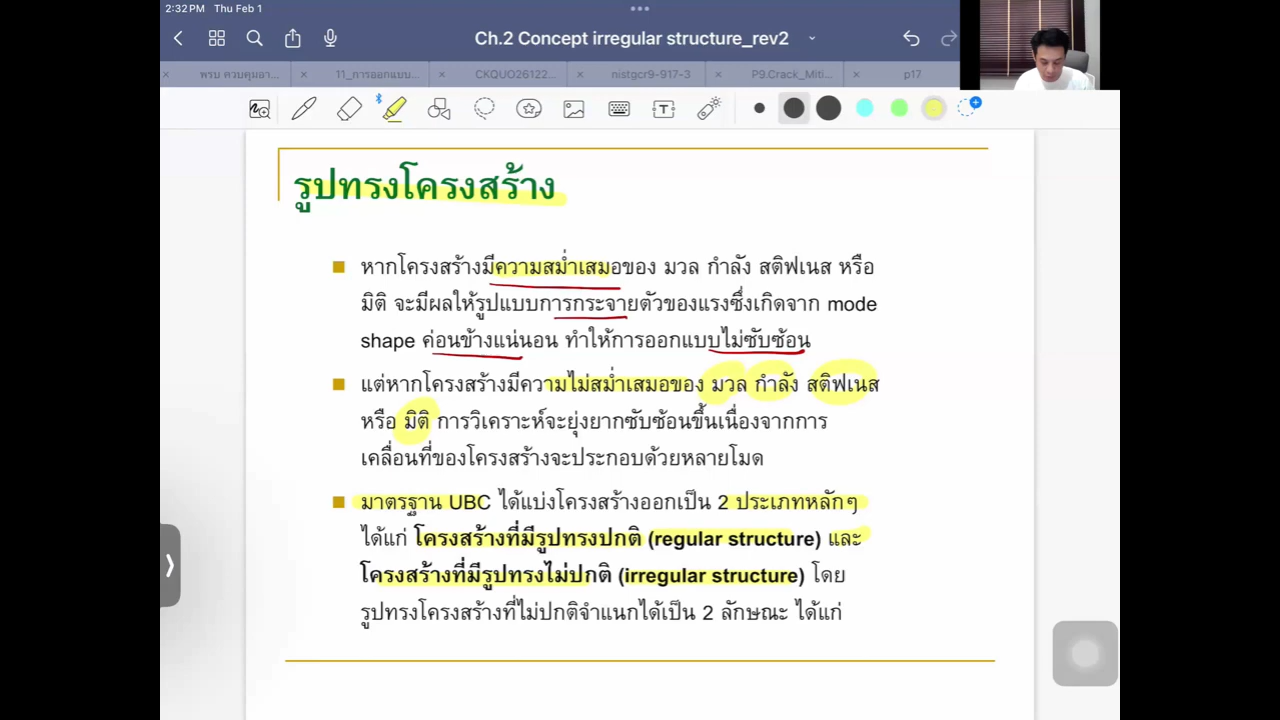 2:32 PM Thu Feb 1
Ch.2 Concept irregular structure_rev2
พรบ ควบคุมอา... 11_การออกแบบ... CKQUO26122... nistgcr9-917-3 P9.Crack_Miti... p17
รูปทรงโครงสร้าง
หากโครงสร้างมีความสม่ำเสมอของ มวล กำลัง สติฟเนส หรือ
มิติ จะมีผลให้รูปแบบการกระจายตัวของแรงซึ่งเกิดจาก mode
shape ค่อนข้างแน่นอน ทำให้การออกแบบไม่ซับซ้อน
แต่หากโครงสร้างมีความไม่สม่ำเสมอของ มวล กำลัง สติฟเนส
หรือ มิติ การวิเคราะห์จะยุ่งยากซับซ้อนขึ้นเนื่องจากการ
เคลื่อนที่ของโครงสร้างจะประกอบด้วยหลายโมด
มาตรฐาน UBC ได้แบ่งโครงสร้างออกเป็น 2 ประเภทหลักๆ
ได้แก่ โครงสร้างที่มีรูปทรงปกติ (regular structure) และ
โครงสร้างที่มีรูปทรงไม่ปกติ (irregular structure) โดย
รูปทรงโครงสร้างที่ไม่ปกติจำแนกได้เป็น 2 ลักษณะ ได้แก่